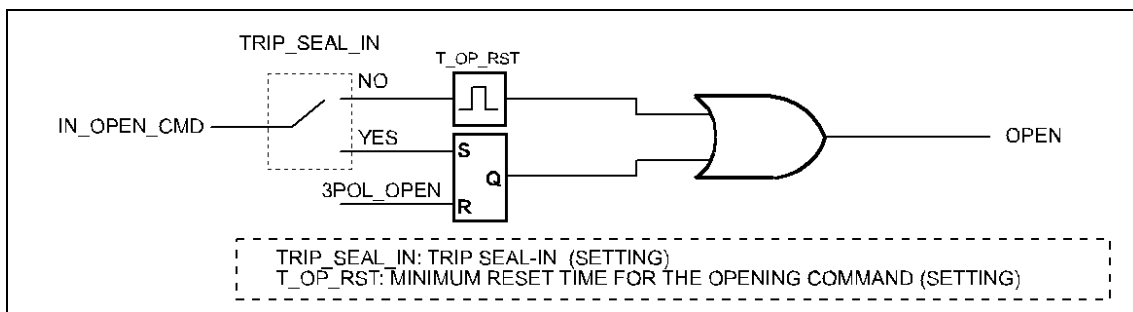 TRIP_SEAL_IN
T_OP_RST
NO
IN_OPEN_CMD
YES
S
Q
OPEN
3POL_OPEN
R
TRIP_SEAL_IN: TRIP SEAL-IN (SETTING)
T_OP_RST: MINIMUM RESET TIME FOR THE OPENING COMMAND (SETTING)